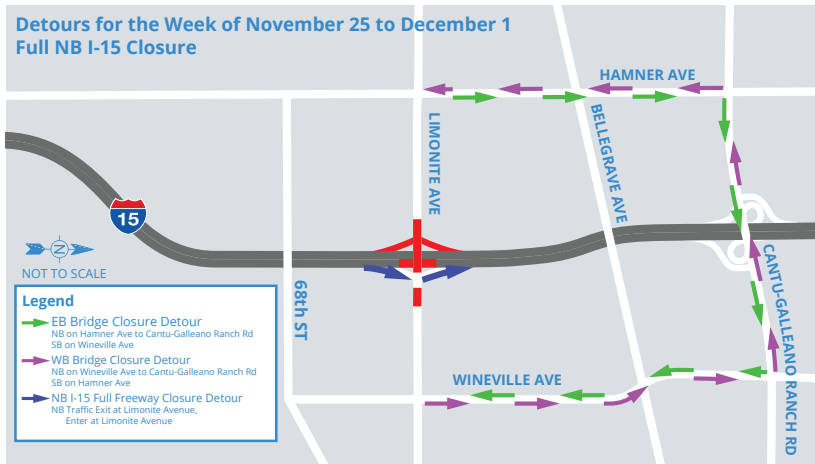 Detours for the Week of November 25 to December 1
Full NB I-15 Closure
HAMNER AVE
LIMONITE AVE
BELLEGRAVE AVE
15
N
NOT TO SCALE
68th ST
CANTU-GALLEANO RANCH RD
WINEVILLE AVE
Legend
EB Bridge Closure Detour
NB on Hamner Ave to Cantu-Galleano Ranch Rd
SB on Wineville Ave
WB Bridge Closure Detour
NB on Wineville Ave to Cantu-Galleano Ranch Rd
SB on Hamner Ave
NB I-15 Full Freeway Closure Detour
NB Traffic Exit at Limonite Avenue,
Enter at Limonite Avenue